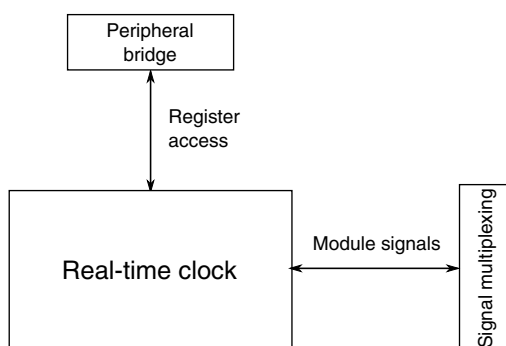 Peripheral
bridge
Register
access
Real-time clock
Module signals
Signal multiplexing